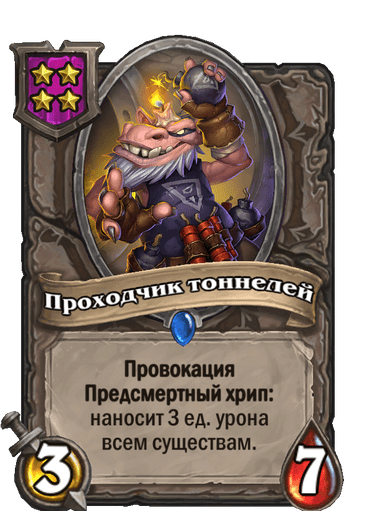 Проходчик тоннелей
Провокация
Предсмертный хрип:
наносит 3 ед. урона
всем существам.
3
7